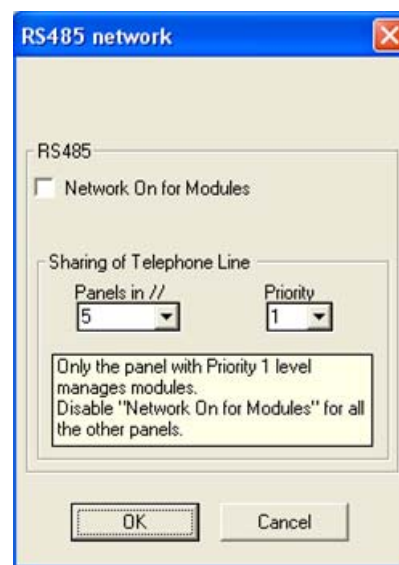 RS485 network
RS485
Network On for Modules
Sharing of Telephone Line
Panels in // Priority
5 1
Only the panel with Priority 1 level
manages modules.
Disable "Network On for Modules" for all
the other panels.
OK Cancel